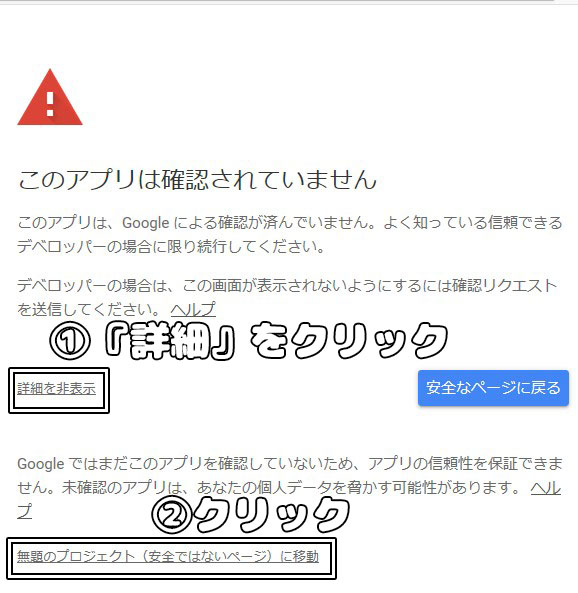 このアプリは確認されていません
このアプリは、Google による確認が済んでいません。よく知っている信頼できる
デベロッパーの場合に限り続行してください。
デベロッパーの場合は、この画面が表示されないようにするには確認リクエスト
を送信してください。 ヘルプ
①『詳細』をクリック
詳細を非表示
安全なページに戻る
Google ではまだこのアプリを確認していないため、アプリの信頼性を保証できま
せん。未確認のアプリは、あなたの個人データを脅かす可能性があります。 ヘル
プ
②クリック
無題のプロジェクト（安全ではないページ）に移動